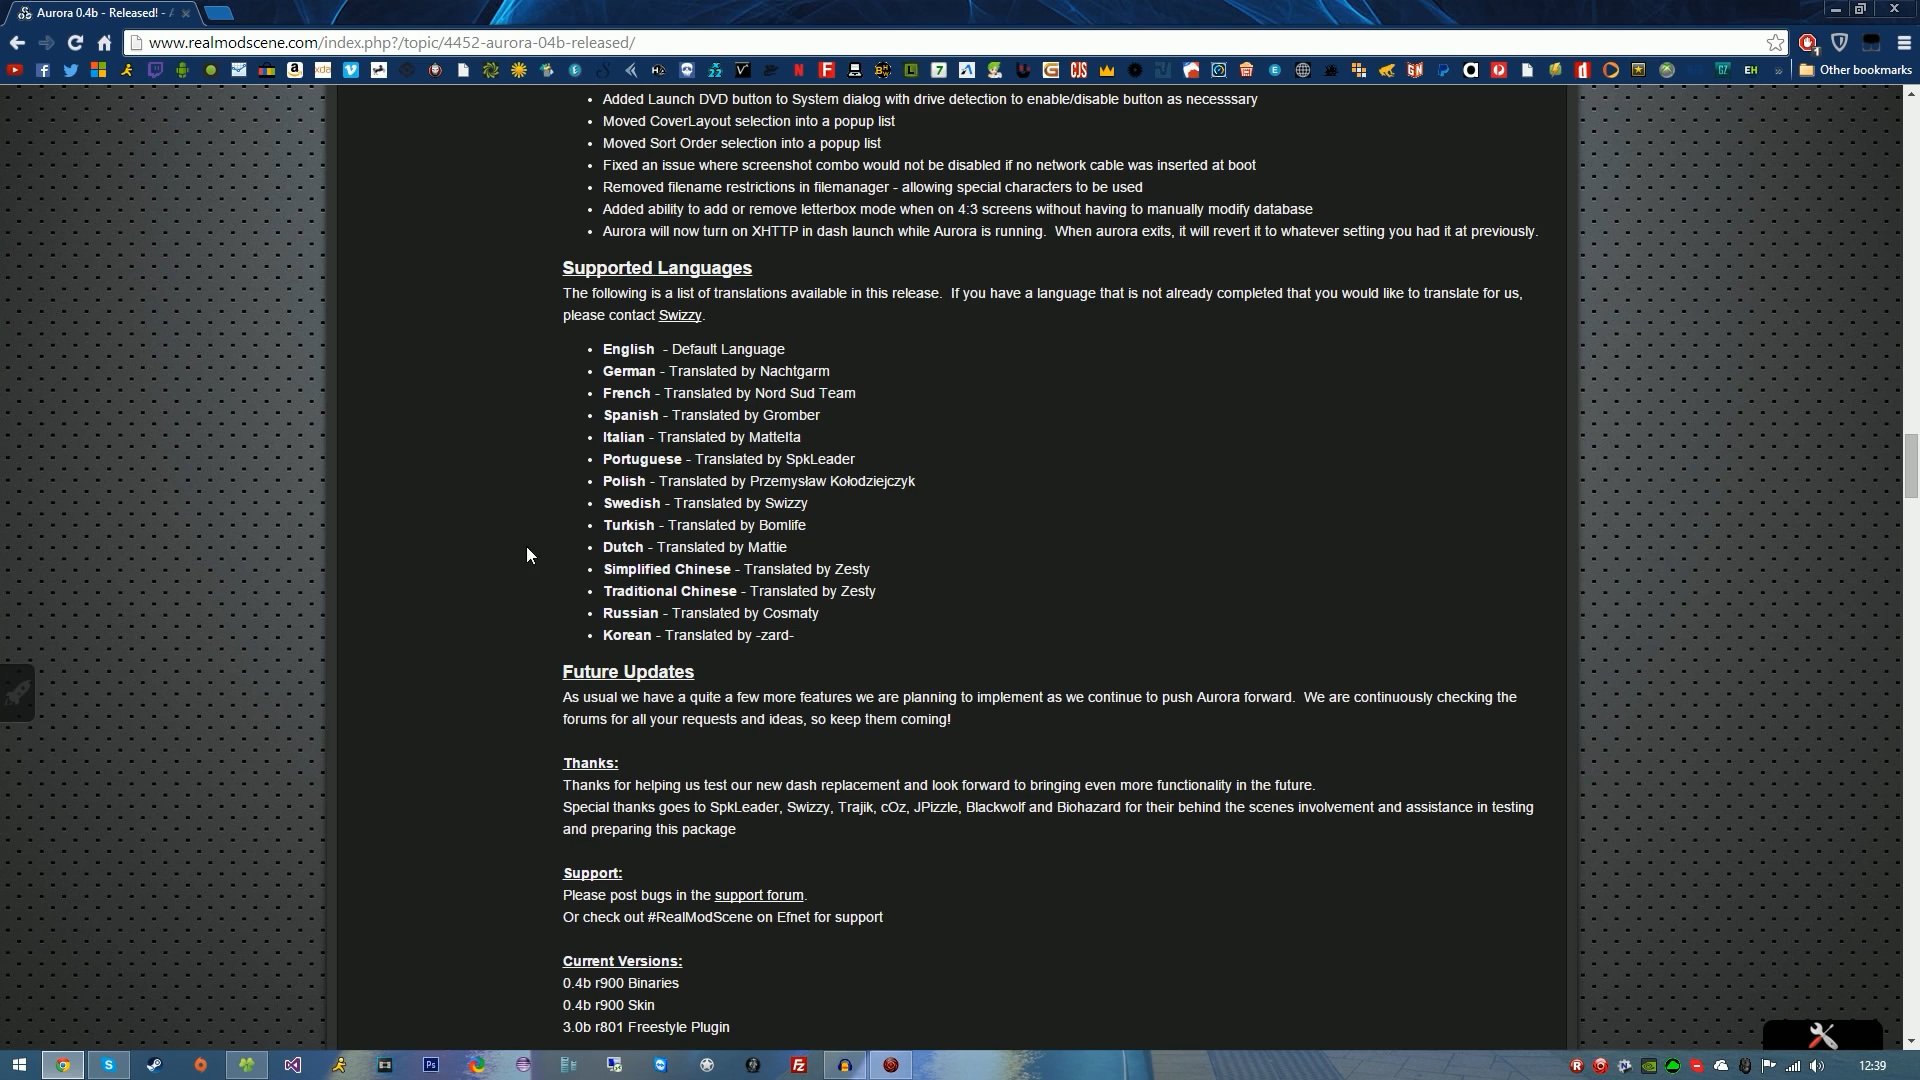 Aurora 0.4b - Released! - A
www.realmodscene.com/index.php?/topic/4452-aurora-04b-released/
Other bookmarks
Added Launch DVD button to System dialog with drive detection to enable/disable button as necesssary
Moved CoverLayout selection into a popup list
Moved Sort Order selection into a popup list
Fixed an issue where screenshot combo would not be disabled if no network cable was inserted at boot
Removed filename restrictions in filemanager - allowing special characters to be used
Added ability to add or remove letterbox mode when on 4:3 screens without having to manually modify database
Aurora will now turn on XHTTP in dash launch while Aurora is running.  When aurora exits, it will revert it to whatever setting you had it at previously.
Supported Languages
The following is a list of translations available in this release.  If you have a language that is not already completed that you would like to translate for us,
please contact Swizzy.
English  - Default Language
German - Translated by Nachtgarm
French - Translated by Nord Sud Team
Spanish - Translated by Gromber
Italian - Translated by MatteIta
Portuguese - Translated by SpkLeader
Polish - Translated by Przemysław Kołodziejczyk
Swedish - Translated by Swizzy
Turkish - Translated by Bomlife
Dutch - Translated by Mattie
Simplified Chinese - Translated by Zesty
Traditional Chinese - Translated by Zesty
Russian - Translated by Cosmaty
Korean - Translated by -zard-
Future Updates
As usual we have a quite a few more features we are planning to implement as we continue to push Aurora forward.  We are continuously checking the
forums for all your requests and ideas, so keep them coming!
Thanks:
Thanks for helping us test our new dash replacement and look forward to bringing even more functionality in the future.
Special thanks goes to SpkLeader, Swizzy, Trajik, cOz, JPizzle, Blackwolf and Biohazard for their behind the scenes involvement and assistance in testing
and preparing this package
Support:
Please post bugs in the support forum.
Or check out #RealModScene on Efnet for support
Current Versions:
0.4b r900 Binaries
0.4b r900 Skin
3.0b r801 Freestyle Plugin
12:39